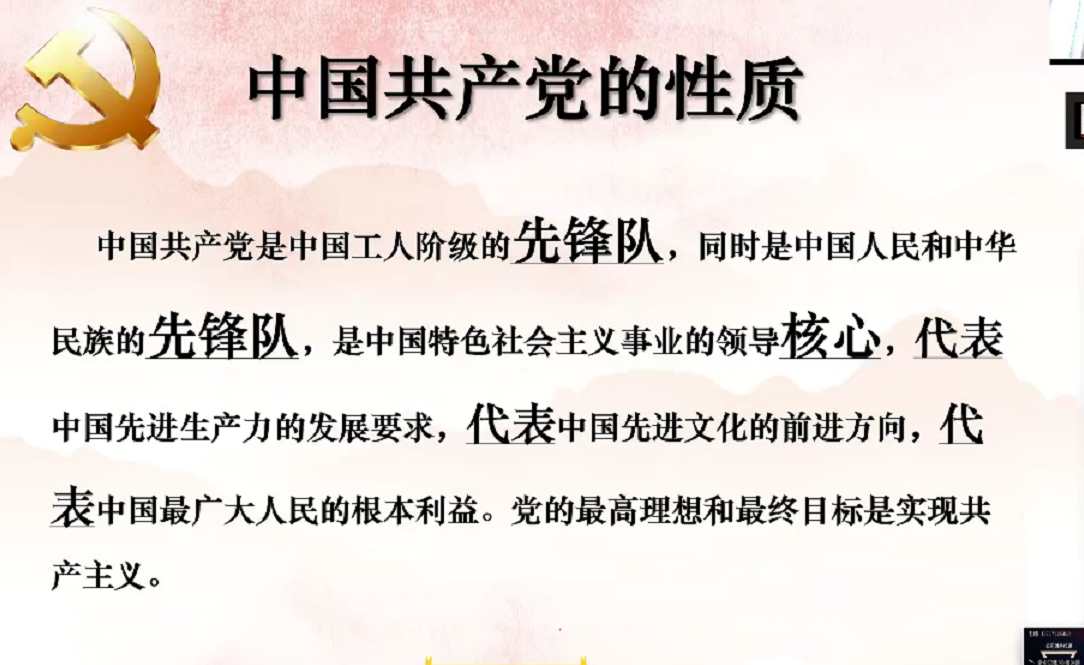 中国共产党的性质
中国共产党是中国工人阶级的先锋队，同时是中国人民和中华
民族的先锋队，是中国特色社会主义事业的领导核心，代表
中国先进生产力的发展要求，代表中国先进文化的前进方向，代
表中国最广大人民的根本利益。党的最高理想和最终目标是实现共
产主义。